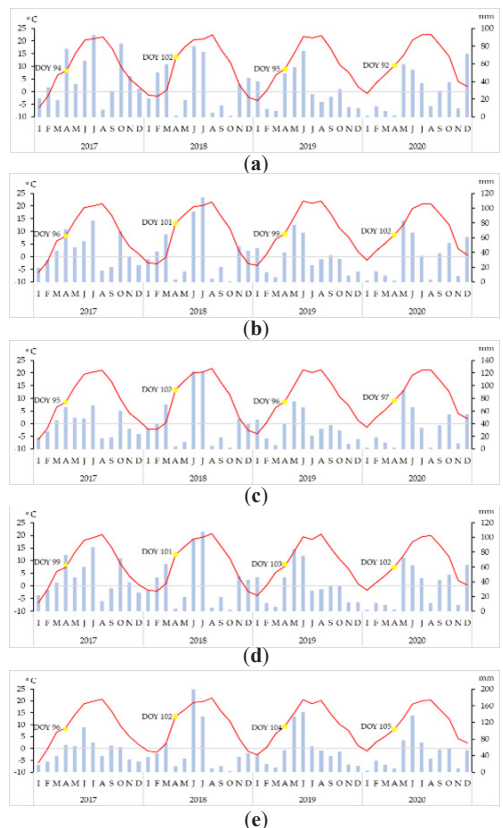 °C mm
25 100
20
15 80
10 DOY 94 DOY 102 DOY 95 DOY 92 60
5
0 40
-5 20
-10 0
I F M A M J J A S O N D I F M A M J J A S O N D I F M A M J J A S O N D I F M A M J J A S O N D
2017 2018 2019 2020
(a)
°C mm
25 120
20 100
15 80
10 DOY 96 DOY 101 DOY 99 DOY 102
5 60
0 40
-5 20
-10 0
I F M A M J J A S O N D I F M A M J J A S O N D I F M A M J J A S O N D I F M A M J J A S O N D
2017 2018 2019 2020
(b)
°C mm
25 140
20 120
15 100
10 DOY 95 DOY 102 DOY 96 DOY 97 80
5 60
0 40
-5 20
-10 0
I F M A M J J A S O N D I F M A M J J A S O N D I F M A M J J A S O N D I F M A M J J A S O N D
2017 2018 2019 2020
(c)
°C mm
25 120
20 100
15 80
10 DOY 99 DOY 101 DOY 103 DOY 102
5 60
0 40
-5 20
-10 0
I F M A M J J A S O N D I F M A M J J A S O N D I F M A M J J A S O N D I F M A M J J A S O N D
2017 2018 2019 2020
(d)
°C mm
25 200
20 160
15
10 DOY 96 DOY 102 DOY 104 DOY 105 120
5
0 80
-5 40
-10 0
I F M A M J J A S O N D I F M A M J J A S O N D I F M A M J J A S O N D I F M A M J J A S O N D
2017 2018 2019 2020
(e)